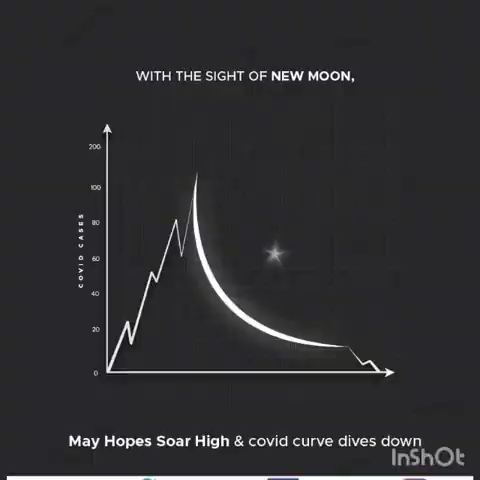 WITH THE SIGHT OF NEW MOON,
200
100
80
60
40
20
0
COVID CASES
May Hopes Soar High & covid curve dives down
InShOt